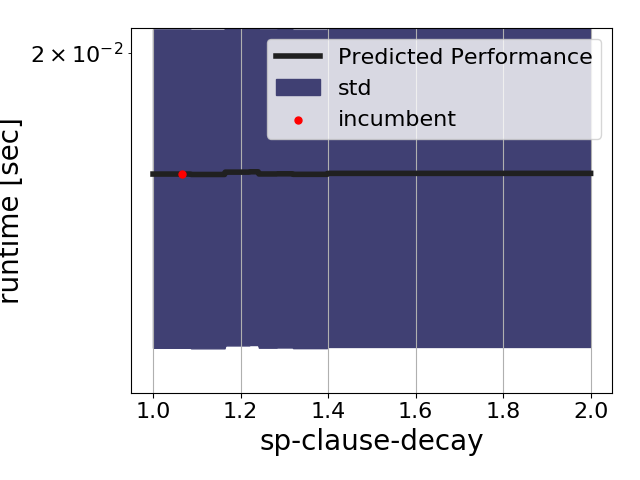 2 × 10⁻²
runtime [sec]
Predicted Performance
std
incumbent
1.0 1.2 1.4 1.6 1.8 2.0
sp-clause-decay